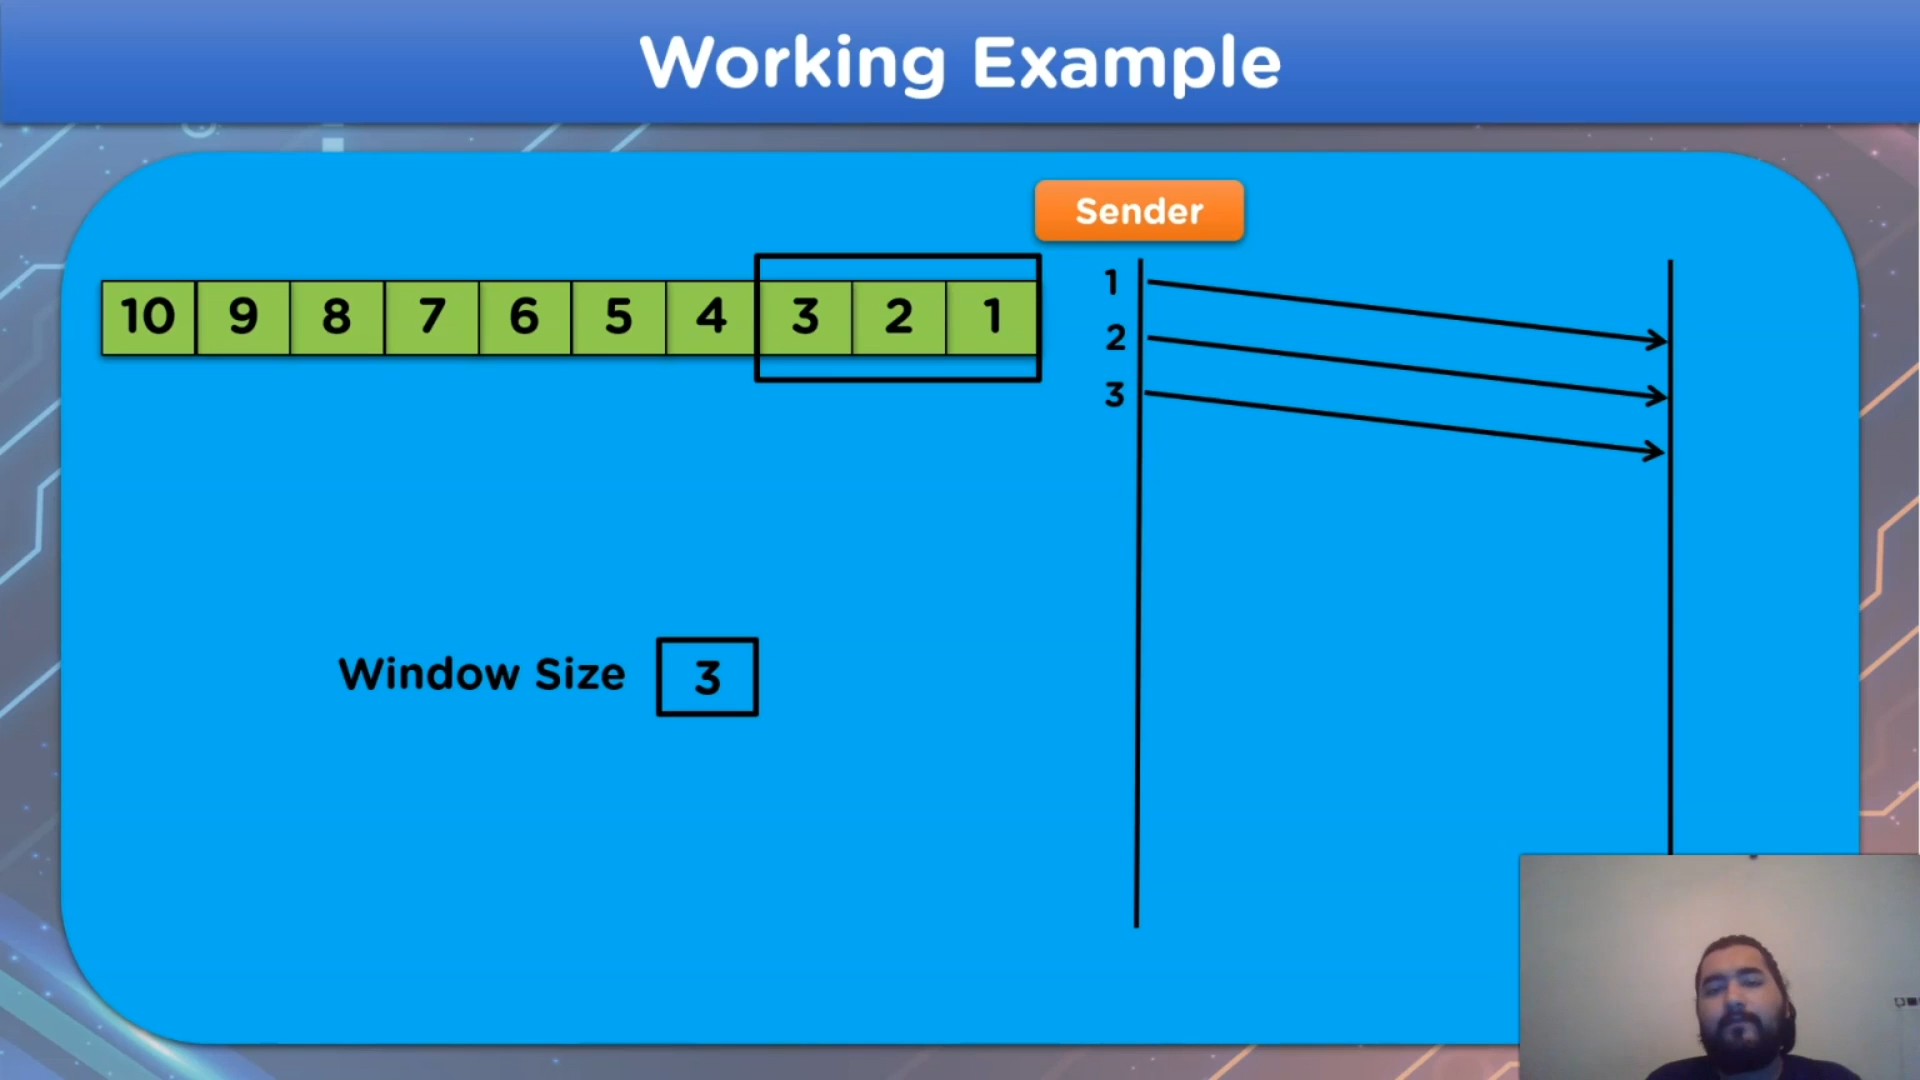 Working Example
Sender
10 9 8 7 6 5 4 3 2 1
1
2
3
Window Size 3